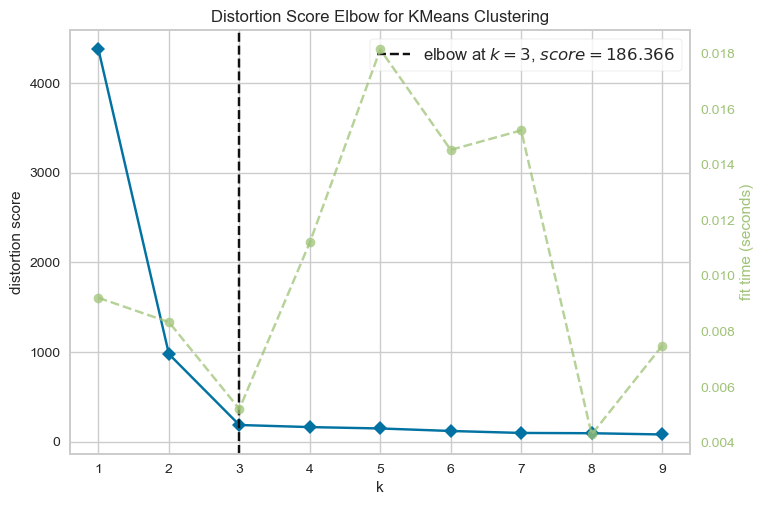 Distortion Score Elbow for KMeans Clustering
elbow at k = 3, score = 186.366
distortion score
4000
3000
2000
1000
0
0.018
0.016
0.014
0.012
0.010
0.008
0.006
0.004
fit time (seconds)
1 2 3 4 5 6 7 8 9
k